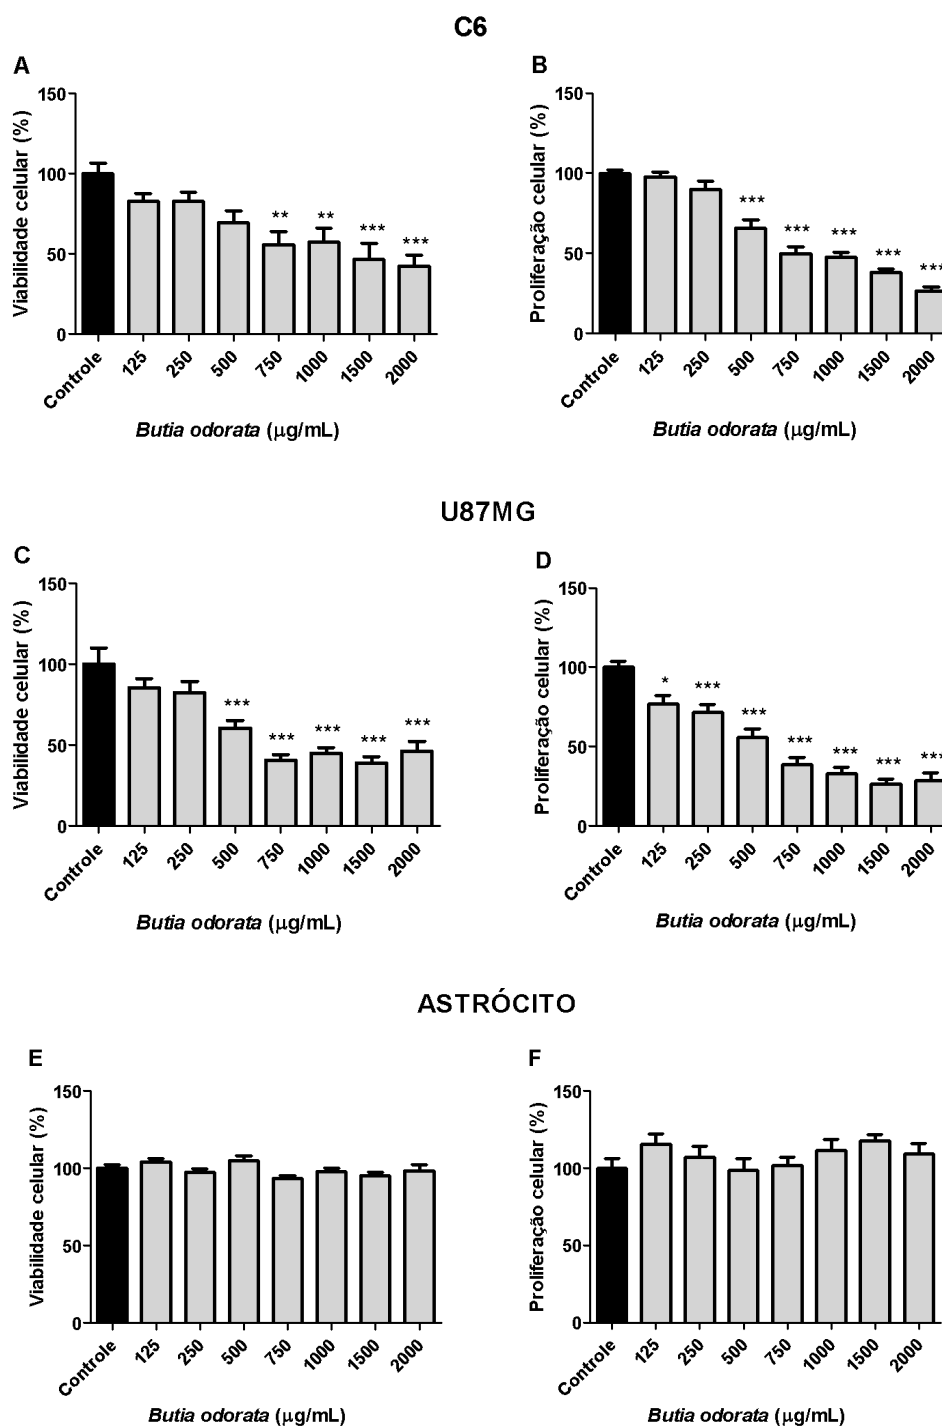 C6
A
Viabilidade celular (%)
150
100
50
0
** ** *** ***
Controle 125 250 500 750 1000 1500 2000
Butia odorata (μg/mL)
B
Proliferação celular (%)
150
100
50
0
*** *** *** *** ***
Controle 125 250 500 750 1000 1500 2000
Butia odorata (μg/mL)
U87MG
C
Viabilidade celular (%)
150
100
50
0
*** *** *** *** ***
Controle 125 250 500 750 1000 1500 2000
Butia odorata (μg/mL)
D
Proliferação celular (%)
150
100
50
0
* *** *** *** *** *** ***
Controle 125 250 500 750 1000 1500 2000
Butia odorata (μg/mL)
ASTRÓCITO
E
Viabilidade celular (%)
150
100
50
0
Controle 125 250 500 750 1000 1500 2000
Butia odorata (μg/mL)
F
Proliferação celular (%)
150
100
50
0
Controle 125 250 500 750 1000 1500 2000
Butia odorata (μg/mL)